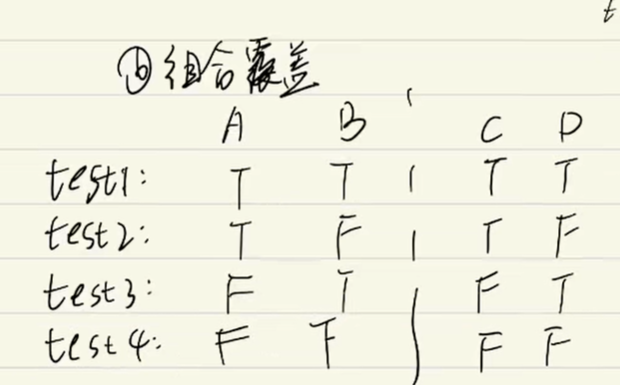 t
⑥组合覆盖
A B C D
test1: T T | T T
test2: T F | T F
test3: F T | F T
test4: F F | F F